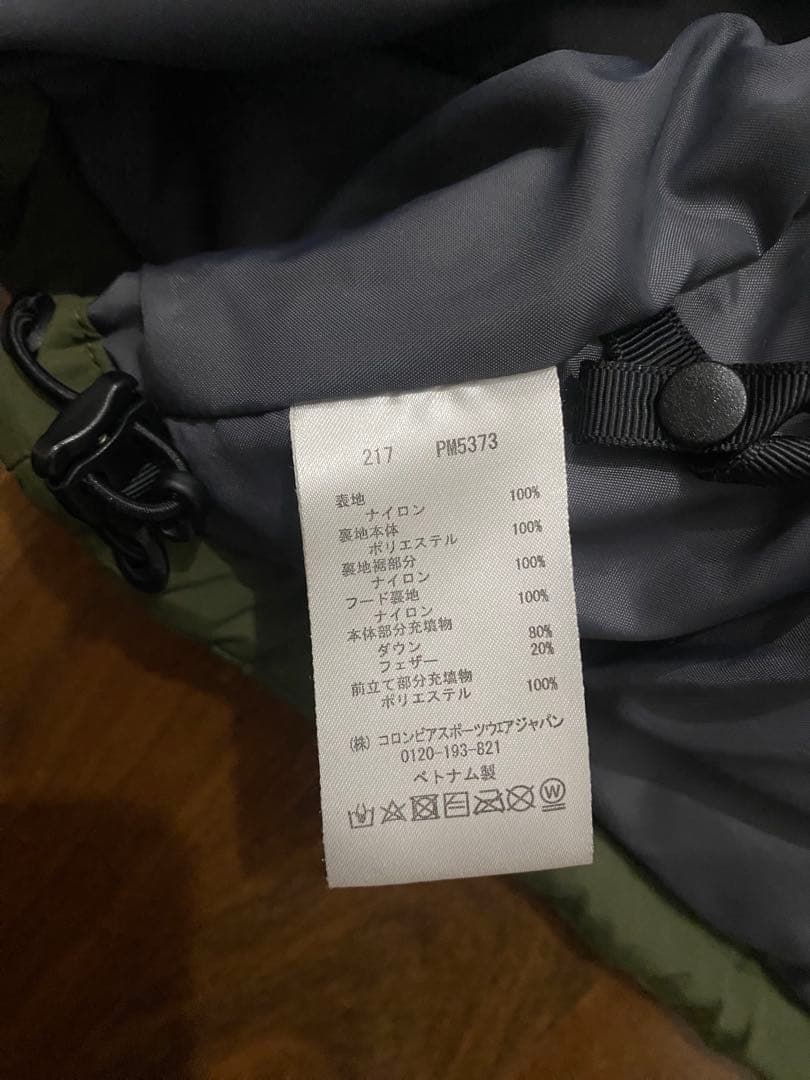 217 PM5373
表地
ナイロン 100%
裏地本体
ポリエステル 100%
裏地裾部分
ナイロン 100%
フード裏地
ナイロン 100%
本体部分充填物
ダウン 80%
フェザー 20%
前立て部分充填物
ポリエステル 100%
(株) コロンビアスポーツウエアジャパン
0120-193-821
ベトナム製
W